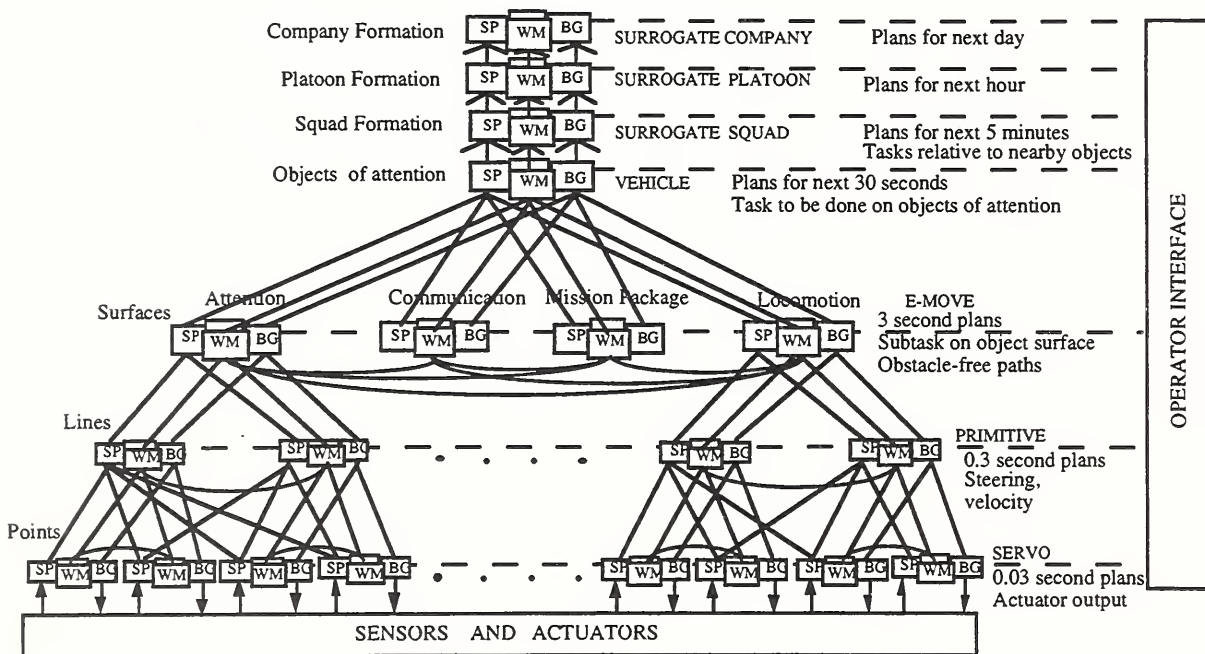 Company Formation SP WM BG SURROGATE COMPANY Plans for next day
Platoon Formation SP WM BG SURROGATE PLATOON Plans for next hour
Squad Formation SP WM BG SURROGATE SQUAD Plans for next 5 minutes
Tasks relative to nearby objects
Objects of attention SP WM BG VEHICLE Plans for next 30 seconds
Task to be done on objects of attention
OPERATOR INTERFACE
Attention Communication Mission Package Locomotion E-MOVE
Surfaces SP WM BG SP WM BG SP WM BG SP WM BG 3 second plans
Subtask on object surface
Obstacle-free paths
Lines SP WM BG SP WM BG . . . . SP WM BG SP WM BG PRIMITIVE
0.3 second plans
Steering,
velocity
Points
SP WM BG SP WM BG SP WM BG SP WM BG . . . . SP WM BG SP WM BG SP WM BG SP WM BG SERVO
0.03 second plans
Actuator output
SENSORS AND ACTUATORS